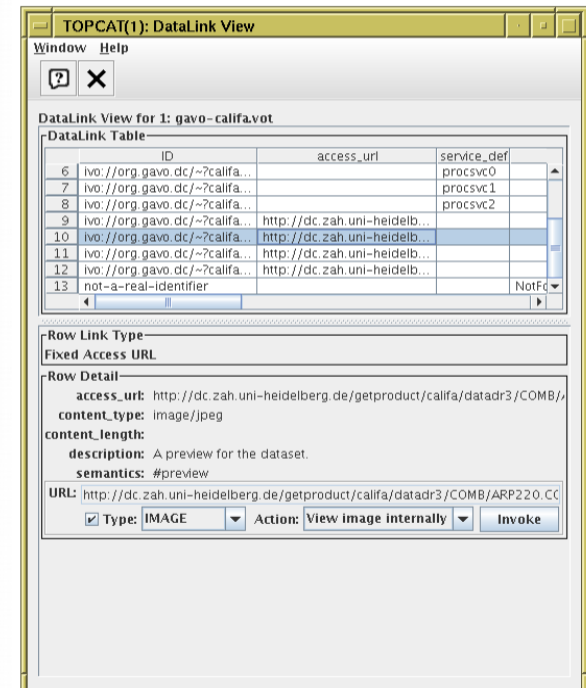 TOPCAT(1): DataLink View
Window Help
DataLink View for 1: gavo-califa.vot
DataLink Table
ID access_url service_def
6 ivo://org.gavo.dc/~?califa... procsvc0
7 ivo://org.gavo.dc/~?califa... procsvc1
8 ivo://org.gavo.dc/~?califa... procsvc2
9 ivo://org.gavo.dc/~?califa... http://dc.zah.uni-heidelb...
10 ivo://org.gavo.dc/~?califa... http://dc.zah.uni-heidelb...
11 ivo://org.gavo.dc/~?califa... http://dc.zah.uni-heidelb...
12 ivo://org.gavo.dc/~?califa... http://dc.zah.uni-heidelb...
13 not-a-real-identifier NotFo
Row Link Type
Fixed Access URL
Row Detail
access_url: http://dc.zah.uni-heidelberg.de/getproduct/califa/datadr3/COMB/
content_type: image/jpeg
content_length:
description: A preview for the dataset.
semantics: #preview
URL: http://dc.zah.uni-heidelberg.de/getproduct/califa/datadr3/COMB/ARP220.CO
Type: IMAGE Action: View image internally Invoke